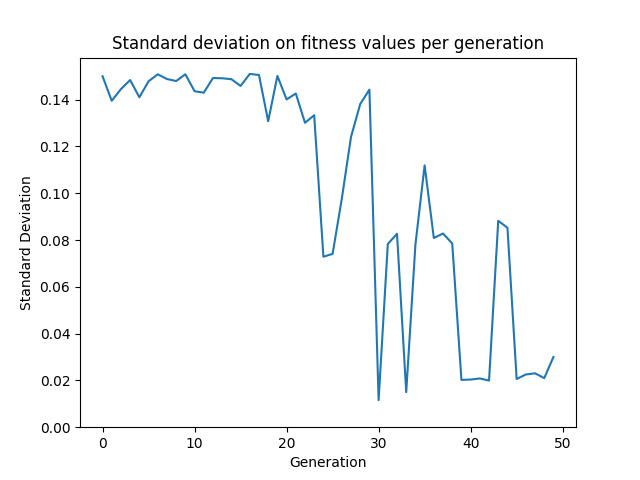 Standard deviation on fitness values per generation
Standard Deviation
0.14
0.12
0.10
0.08
0.06
0.04
0.02
0.00
0 10 20 30 40 50
Generation